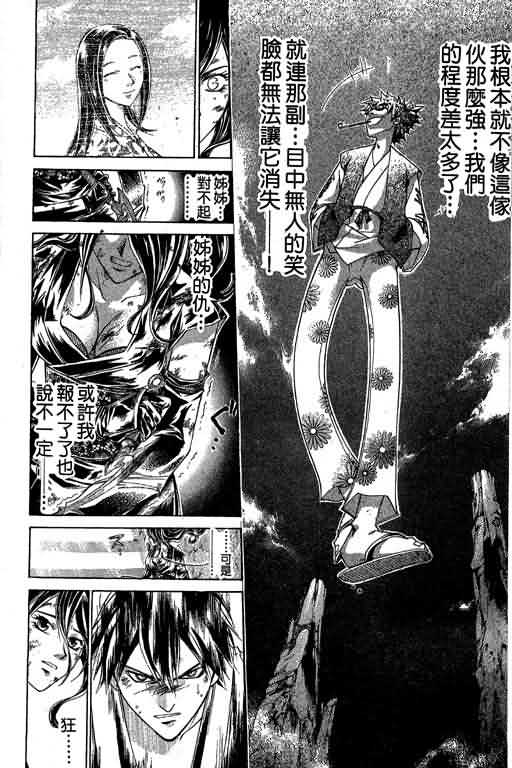 我根本就不像這傢
伙那麼強…我們
的程度差太多了…
就連那副…目中無人的笑
臉都無法讓它消失——！
姊姊…
對不起
………
姊姊的仇…
或許我
報不了了也
說不一定……
……可是
狂……